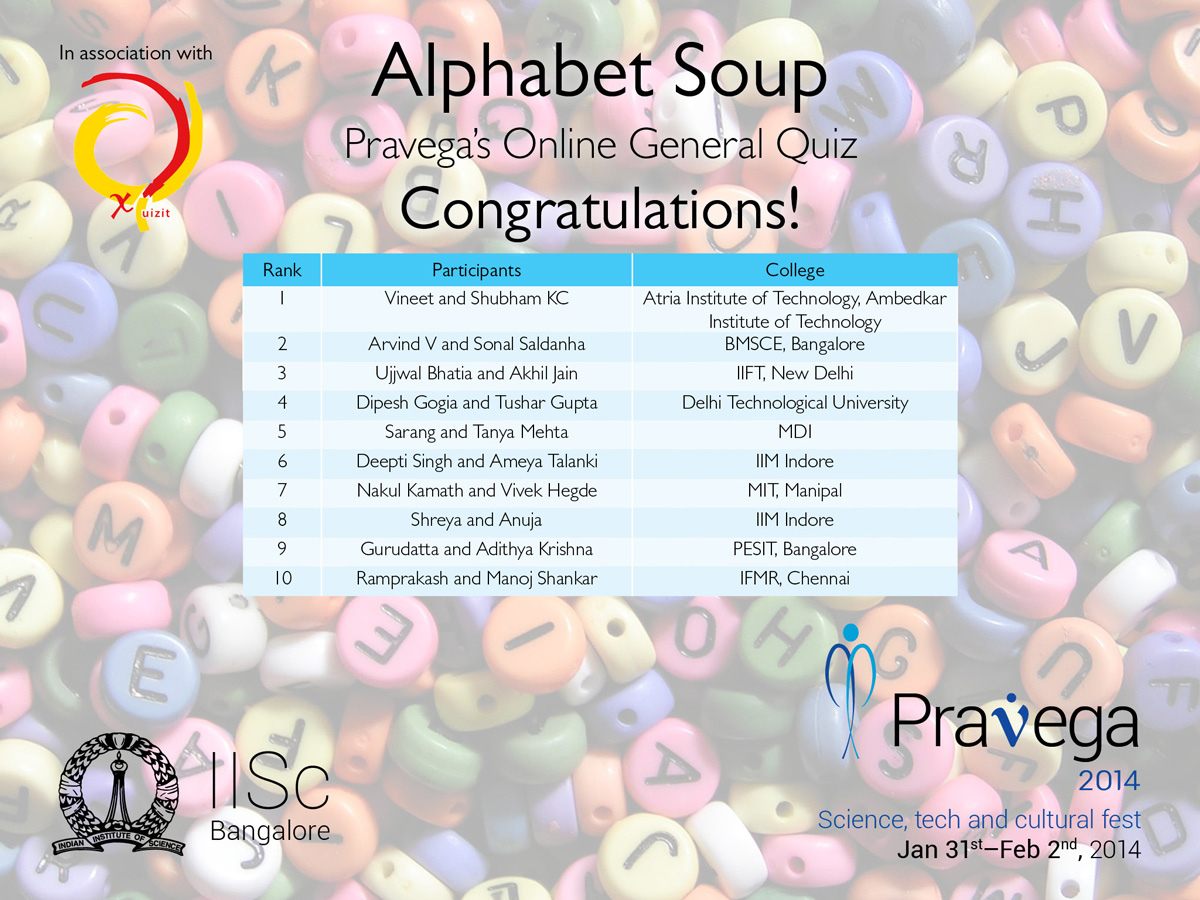 In association with
χuizit
Alphabet Soup
Pravega's Online General Quiz
Congratulations!
Rank Participants College
1 Vineet and Shubham KC Atria Institute of Technology, Ambedkar
Institute of Technology
2 Arvind V and Sonal Saldanha BMSCE, Bangalore
3 Ujjwal Bhatia and Akhil Jain IIFT, New Delhi
4 Dipesh Gogia and Tushar Gupta Delhi Technological University
5 Sarang and Tanya Mehta MDI
6 Deepti Singh and Ameya Talanki IIM Indore
7 Nakul Kamath and Vivek Hegde MIT, Manipal
8 Shreya and Anuja IIM Indore
9 Gurudatta and Adithya Krishna PESIT, Bangalore
10 Ramprakash and Manoj Shankar IFMR, Chennai
INDIAN INSTITUTE OF SCIENCE
IISc
Bangalore
Prav̇ega
2014
Science, tech and cultural fest
Jan 31st–Feb 2nd, 2014